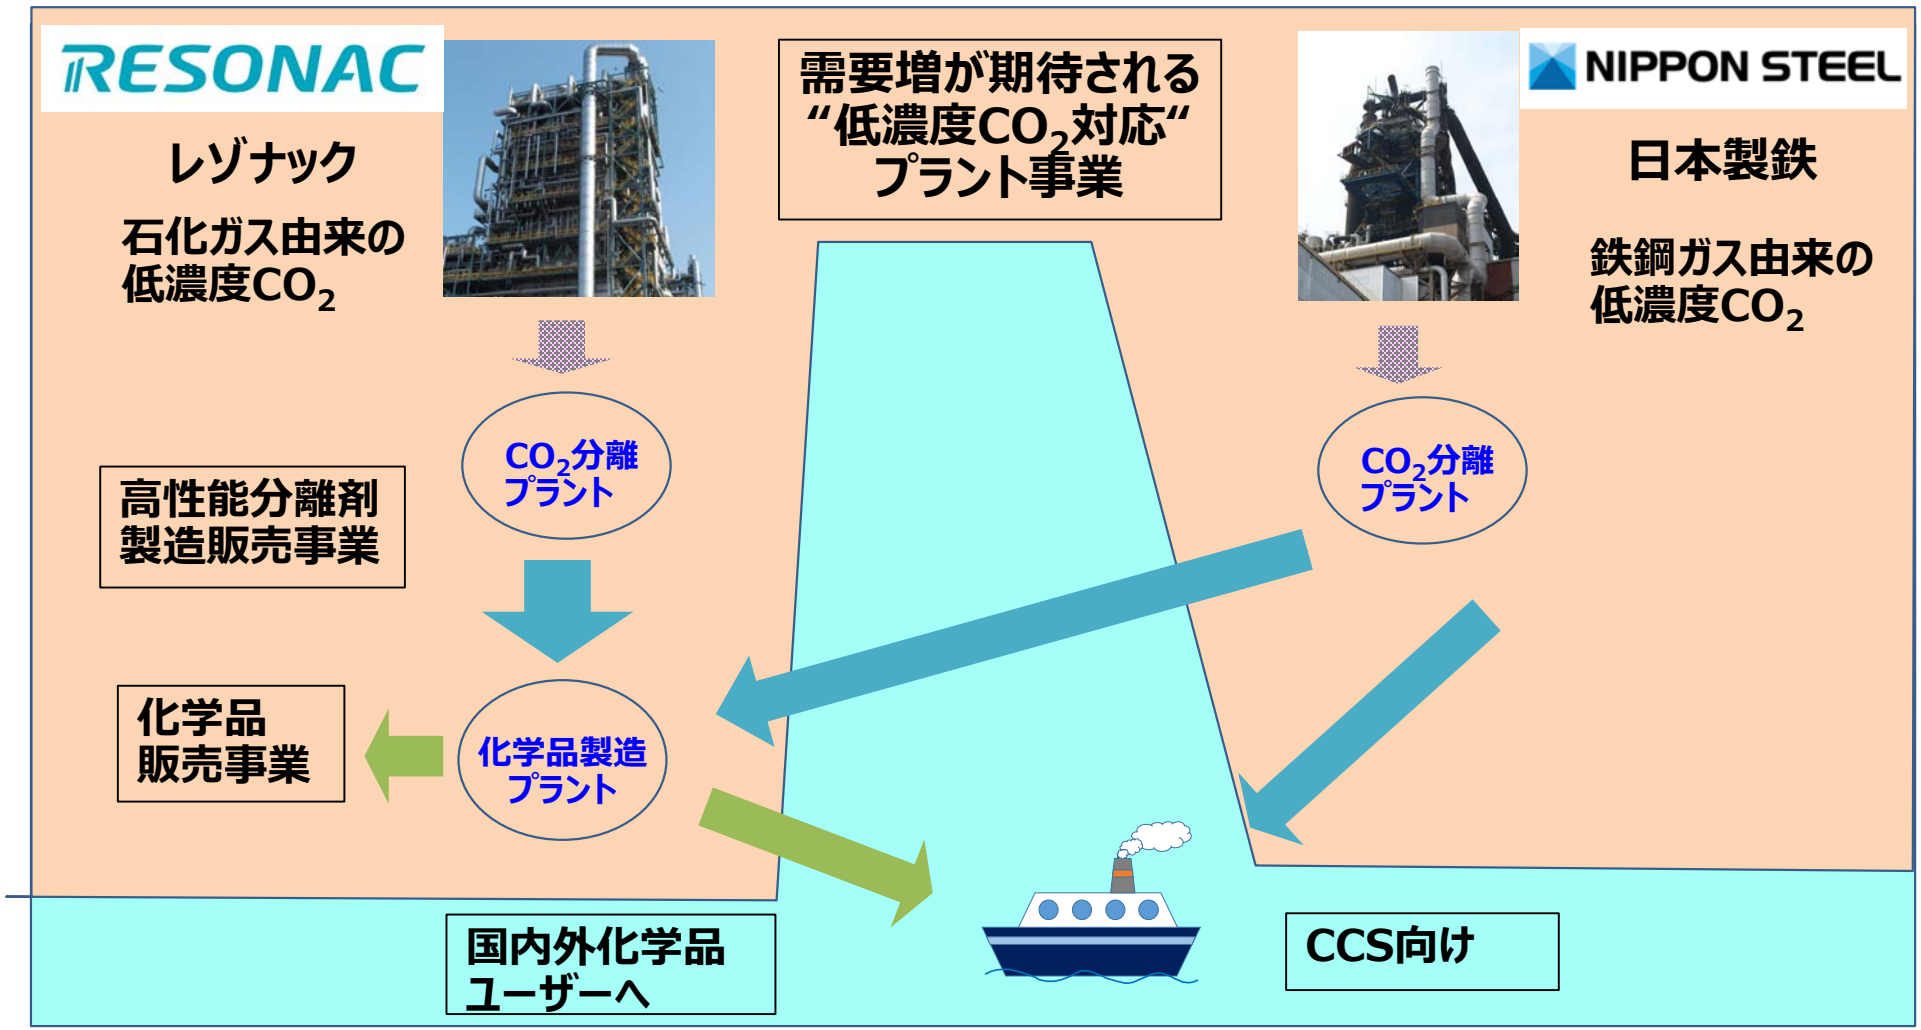 RESONAC
レゾナック
石化ガス由来の
低濃度CO₂
需要増が期待される
“低濃度CO₂対応“
プラント事業
NIPPON STEEL
日本製鉄
鉄鋼ガス由来の
低濃度CO₂
CO₂分離
プラント
CO₂分離
プラント
高性能分離剤
製造販売事業
化学品
販売事業
化学品製造
プラント
国内外化学品
ユーザーへ
CCS向け